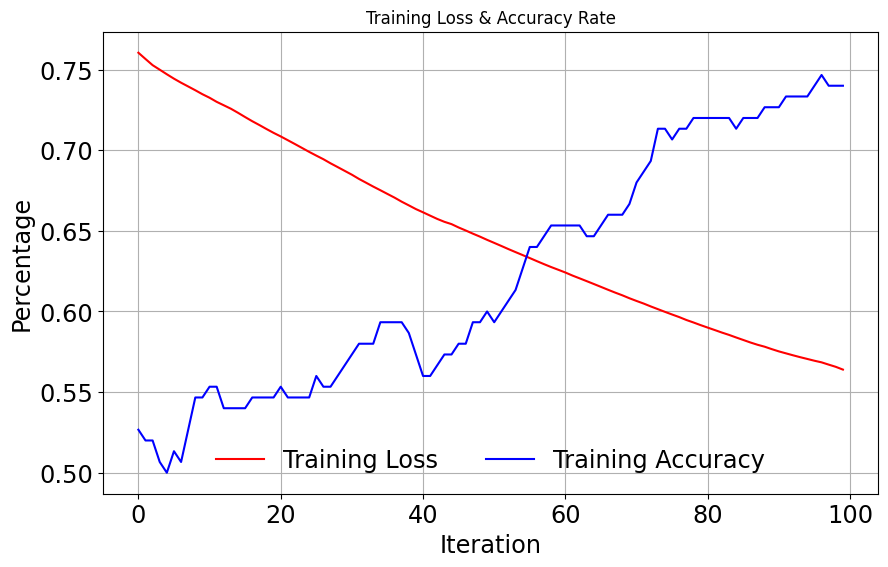 Training Loss & Accuracy Rate
Percentage
0.75
0.70
0.65
0.60
0.55
0.50
Training Loss
Training Accuracy
0 20 40 60 80 100
Iteration